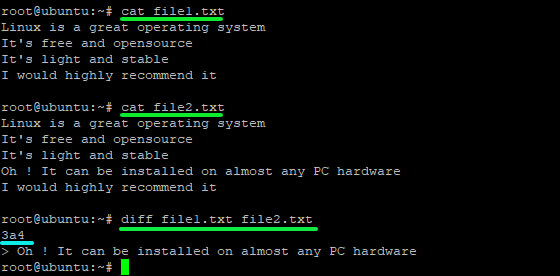 root@ubuntu:~# cat file1.txt
Linux is a great operating system
It's free and opensource
It's light and stable
I would highly recommend it
root@ubuntu:~# cat file2.txt
Linux is a great operating system
It's free and opensource
It's light and stable
Oh ! It can be installed on almost any PC hardware
I would highly recommend it
root@ubuntu:~# diff file1.txt file2.txt
3a4
> Oh ! It can be installed on almost any PC hardware
root@ubuntu:~#